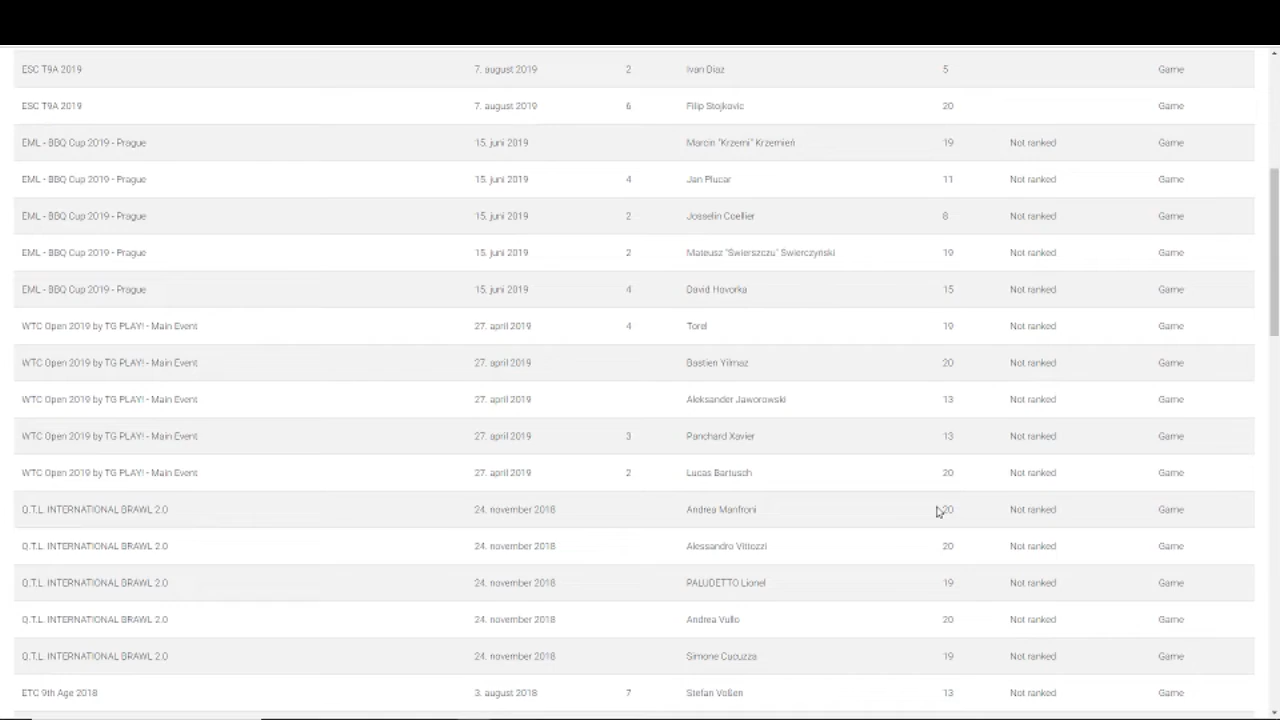 ESC T9A 2019 7. august 2019 2 Ivan Diaz 5 Game
ESC T9A 2019 7. august 2019 6 Filip Stojkovic 20 Game
EML - BBQ Cup 2019 - Prague 15. juni 2019 Marcin "Krzemi" Krzemień 19 Not ranked Game
EML - BBQ Cup 2019 - Prague 15. juni 2019 4 Jan Plucar 11 Not ranked Game
EML - BBQ Cup 2019 - Prague 15. juni 2019 2 Josselin Coellier 8 Not ranked Game
EML - BBQ Cup 2019 - Prague 15. juni 2019 2 Mateusz "Świerszczu" Świerczyński 19 Not ranked Game
EML - BBQ Cup 2019 - Prague 15. juni 2019 4 David Havorka 15 Not ranked Game
WTC Open 2019 by TG PLAY! - Main Event 27. april 2019 4 Torel 19 Not ranked Game
WTC Open 2019 by TG PLAY! - Main Event 27. april 2019 Bastien Yilmaz 20 Not ranked Game
WTC Open 2019 by TG PLAY! - Main Event 27. april 2019 Aleksander Jaworowski 13 Not ranked Game
WTC Open 2019 by TG PLAY! - Main Event 27. april 2019 3 Panchard Xavier 13 Not ranked Game
WTC Open 2019 by TG PLAY! - Main Event 27. april 2019 2 Lucas Bartusch 20 Not ranked Game
Q.T.L. INTERNATIONAL BRAWL 2.0 24. november 2018 Andrea Manfroni 20 Not ranked Game
Q.T.L. INTERNATIONAL BRAWL 2.0 24. november 2018 Alessandro Vittozzi 20 Not ranked Game
Q.T.L. INTERNATIONAL BRAWL 2.0 24. november 2018 PALUDETTO Lionel 19 Not ranked Game
Q.T.L. INTERNATIONAL BRAWL 2.0 24. november 2018 Andrea Vullo 20 Not ranked Game
Q.T.L. INTERNATIONAL BRAWL 2.0 24. november 2018 Simone Cucuzza 19 Not ranked Game
ETC 9th Age 2018 3. august 2018 7 Stefan Voßen 13 Not ranked Game